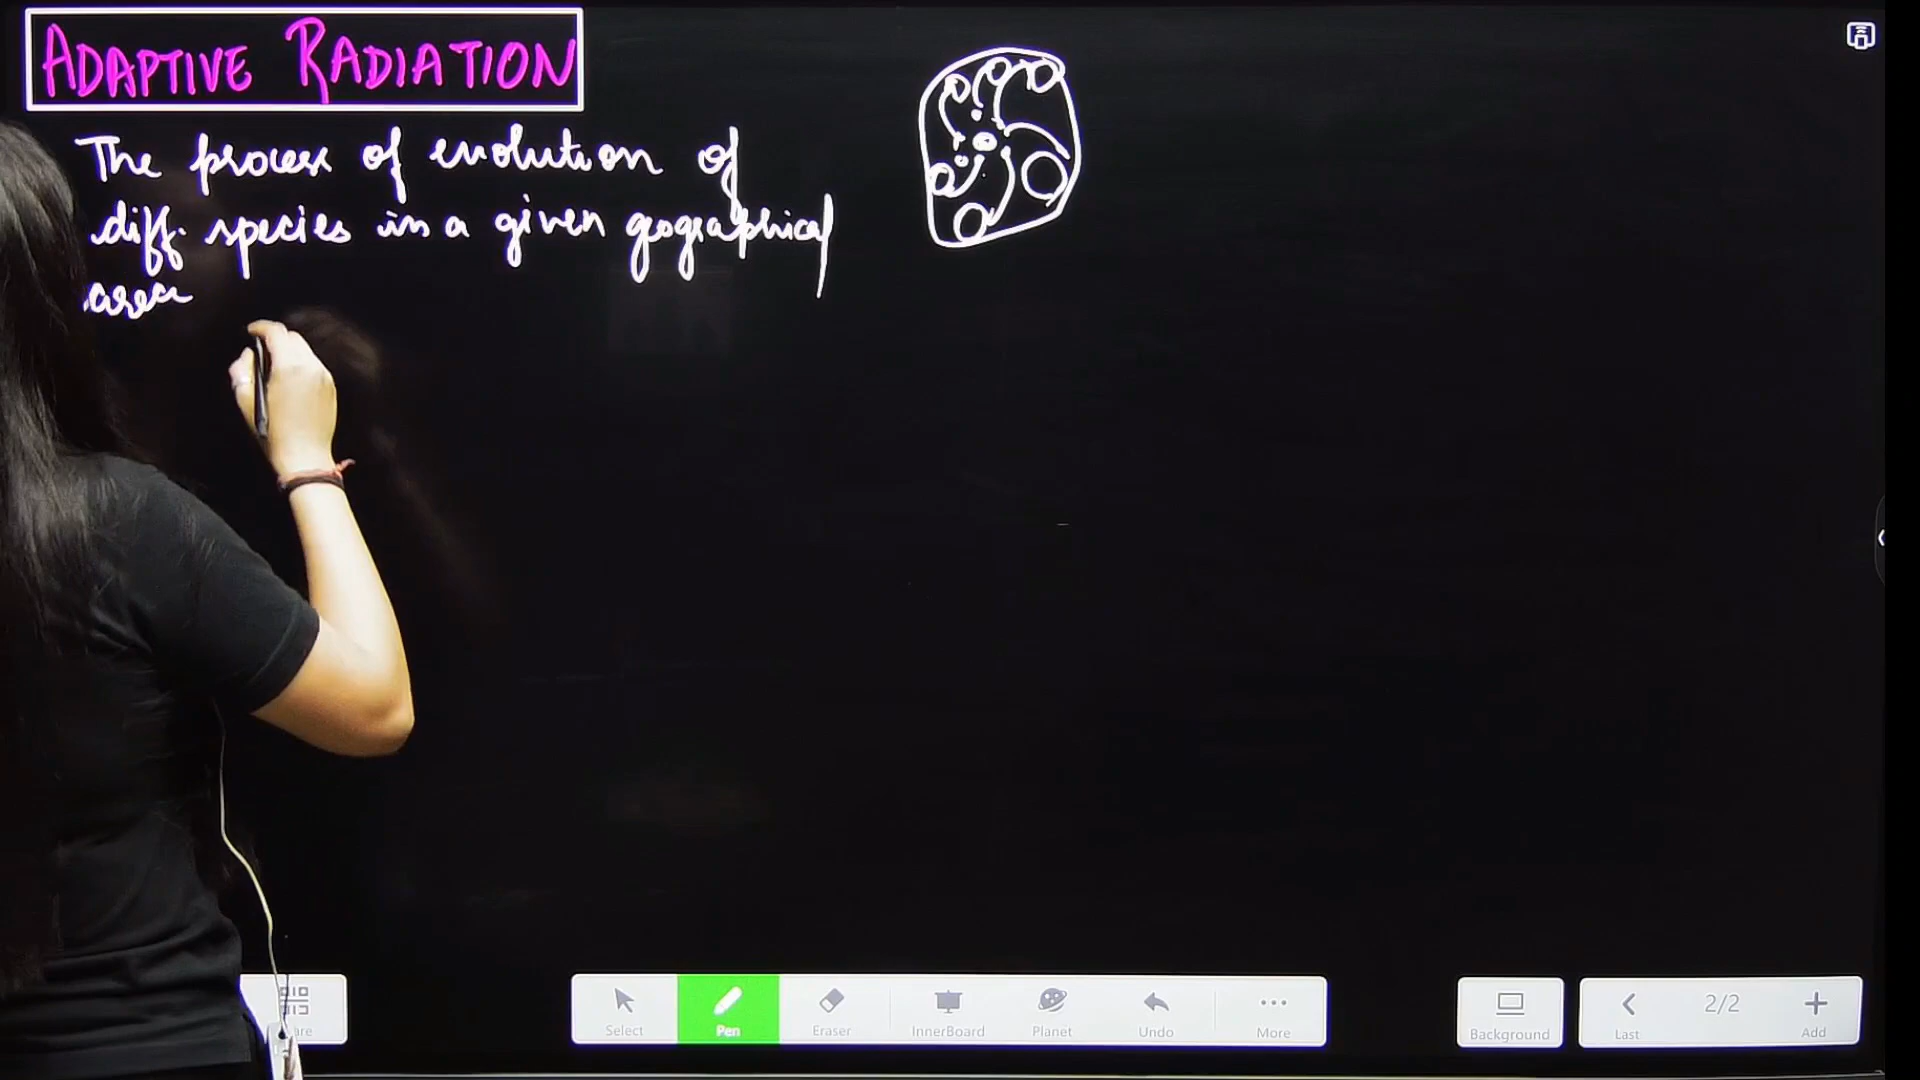 ADAPTIVE RADIATION
The process of evolution of
diff. species in a given gographical
area
Select
Pen
Eraser
InnerBoard
Planet
Undo
More
Background
Last
2/2
Add